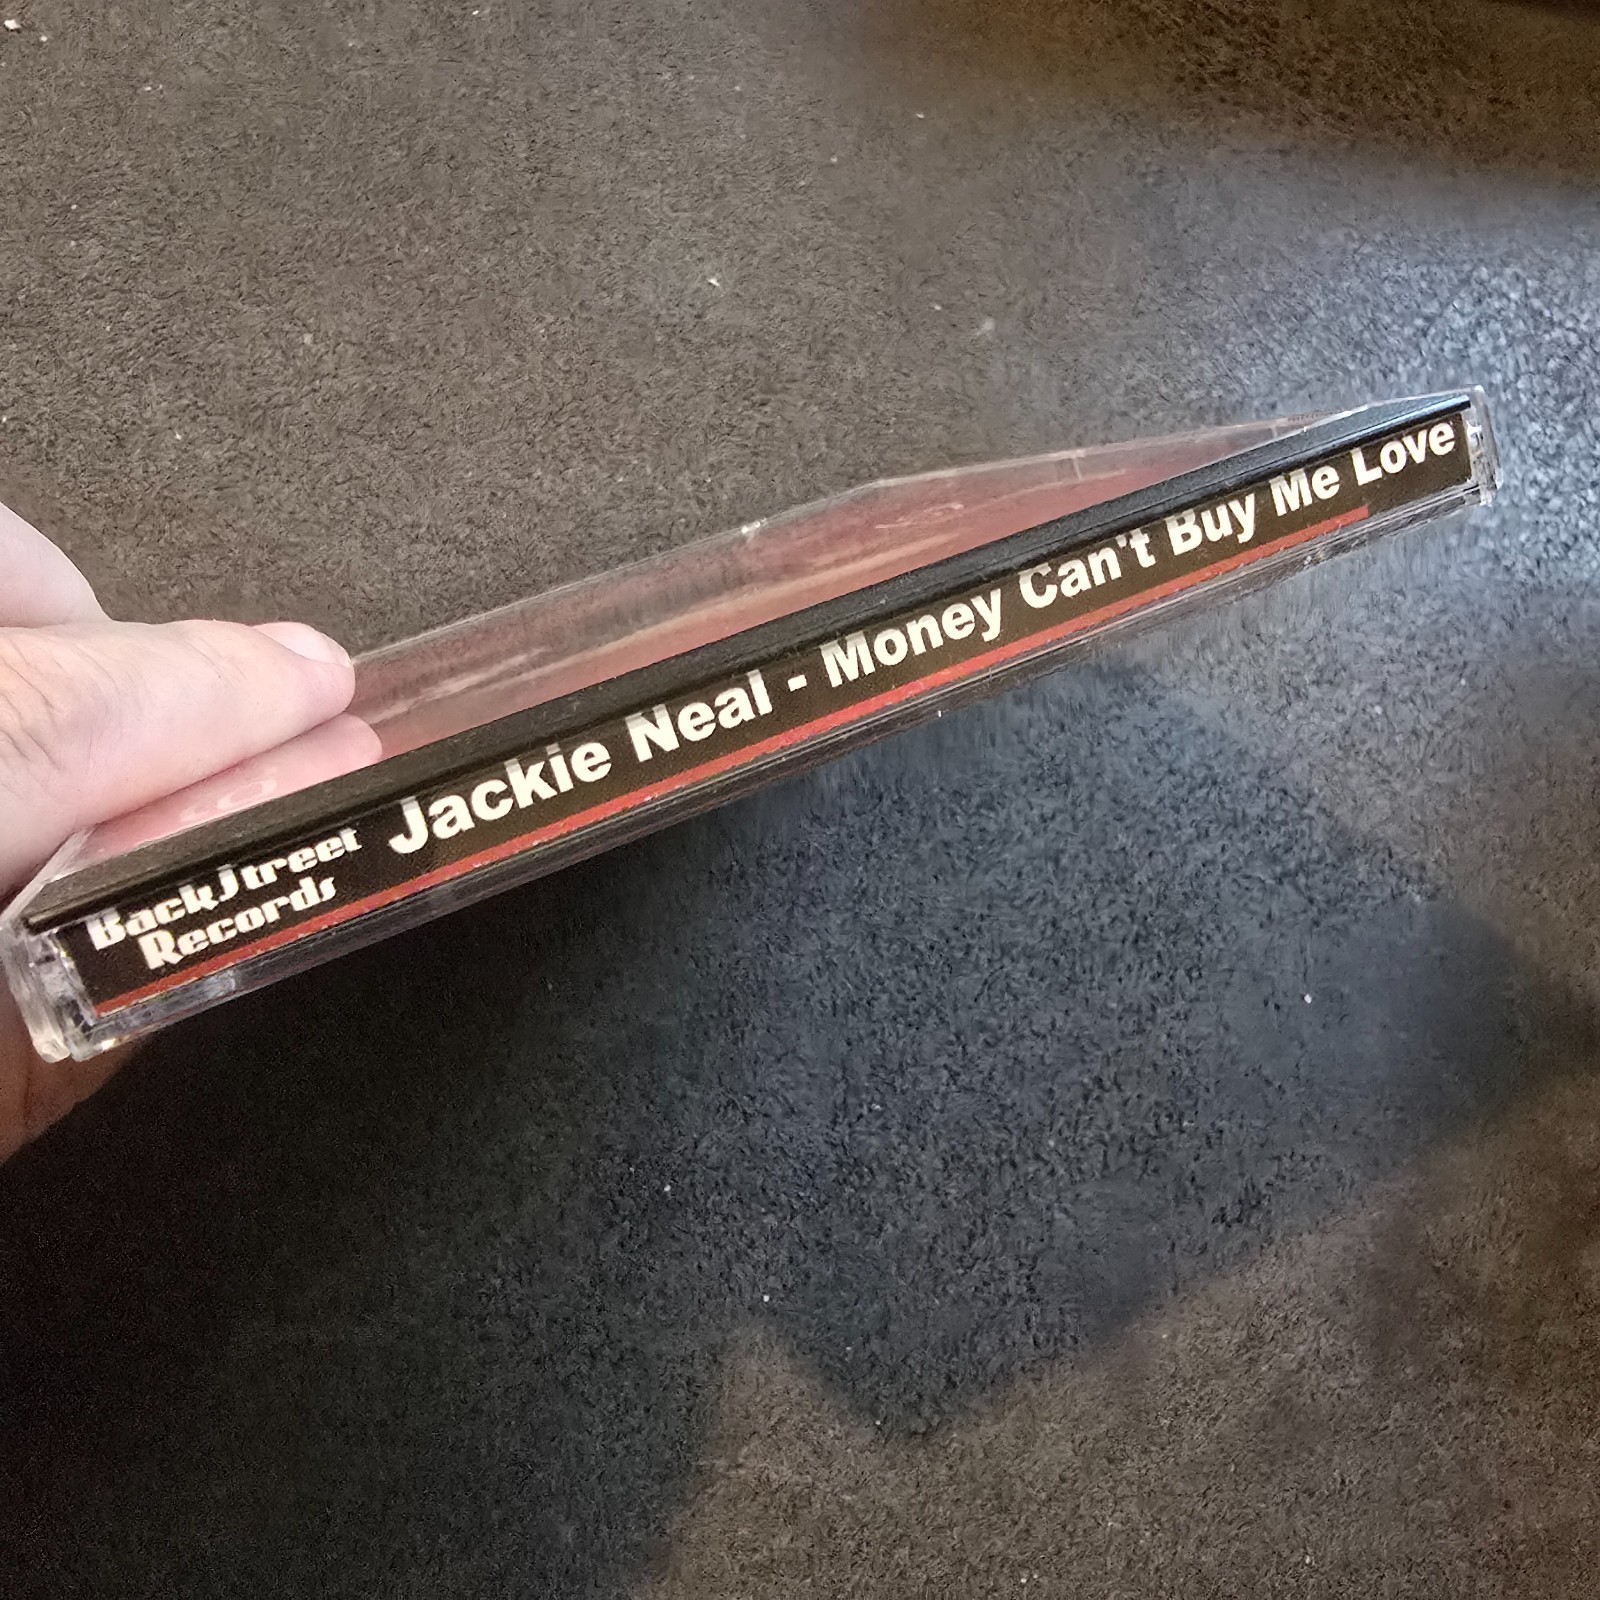 BackStreet
Records
Jackie Neal - Money Can't Buy Me Love